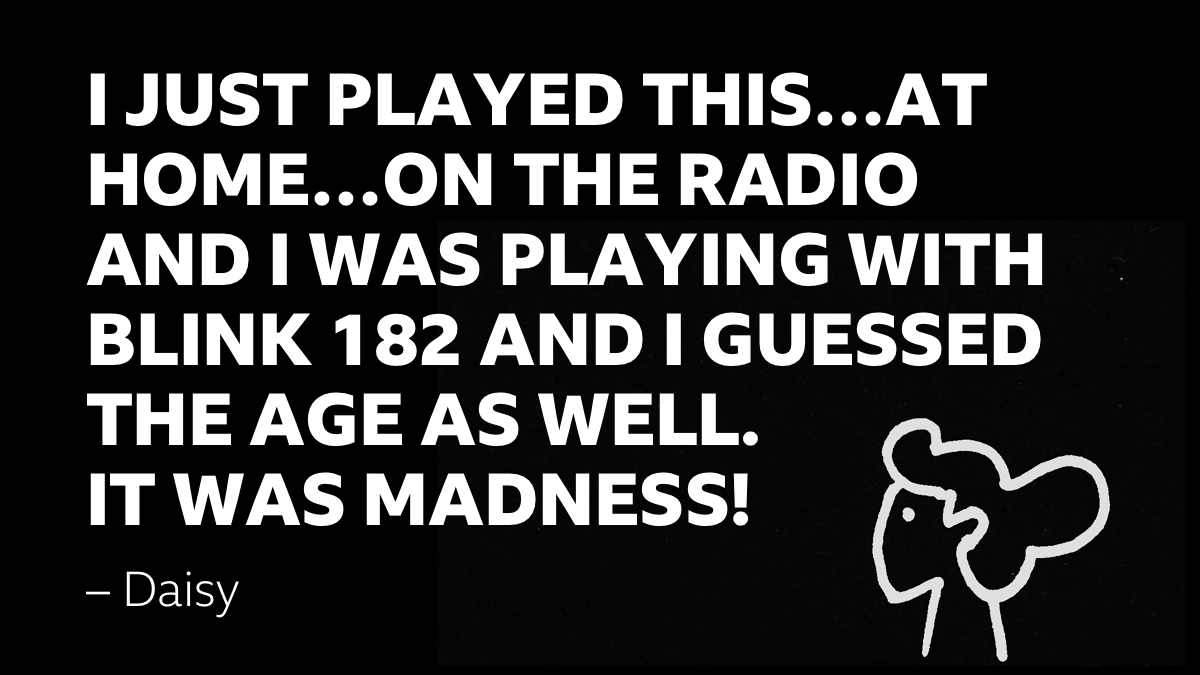 I JUST PLAYED THIS...AT
HOME...ON THE RADIO
AND I WAS PLAYING WITH
BLINK 182 AND I GUESSED
THE AGE AS WELL.
IT WAS MADNESS!
– Daisy